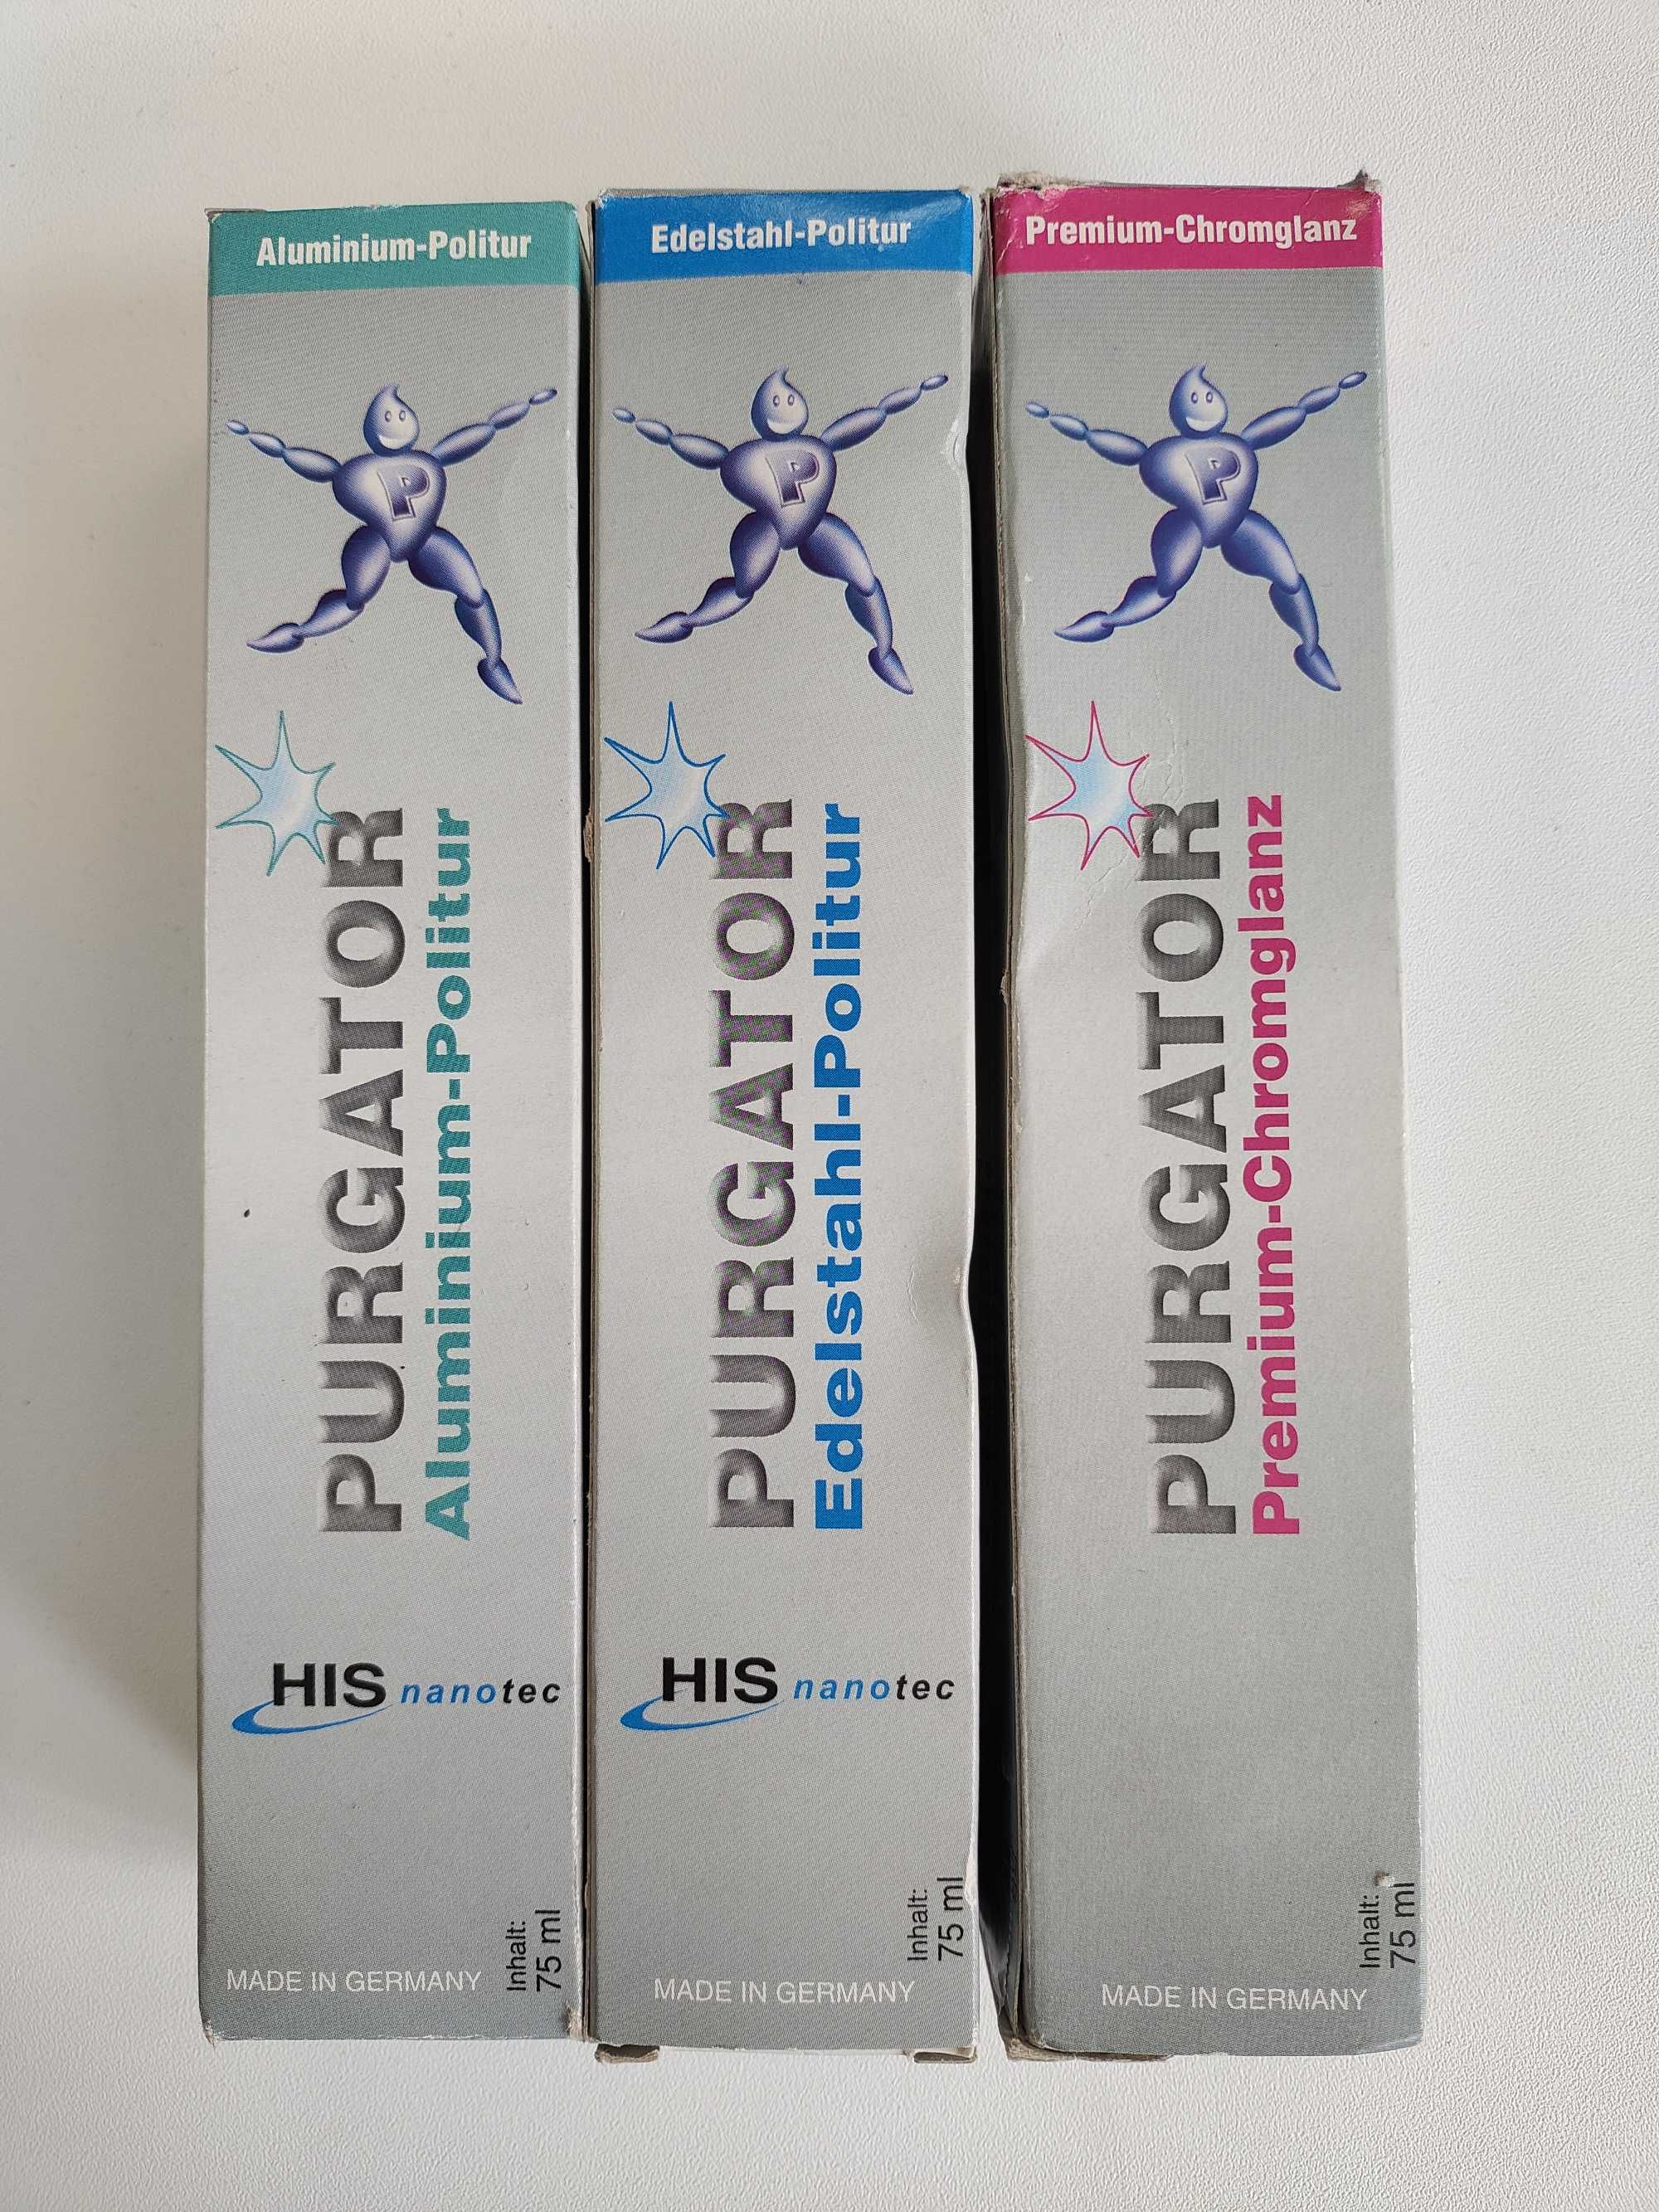 Aluminium-Politur
P
PURGATOR
Aluminium-Politur
HIS nanotec
Inhalt:
75 ml
MADE IN GERMANY
Edelstahl-Politur
P
PURGATOR
Edelstahl-Politur
HIS nanotec
Inhalt:
75 ml
MADE IN GERMANY
Premium-Chromglanz
P
PURGATOR
Premium-Chromglanz
Inhalt:
75 ml
MADE IN GERMANY